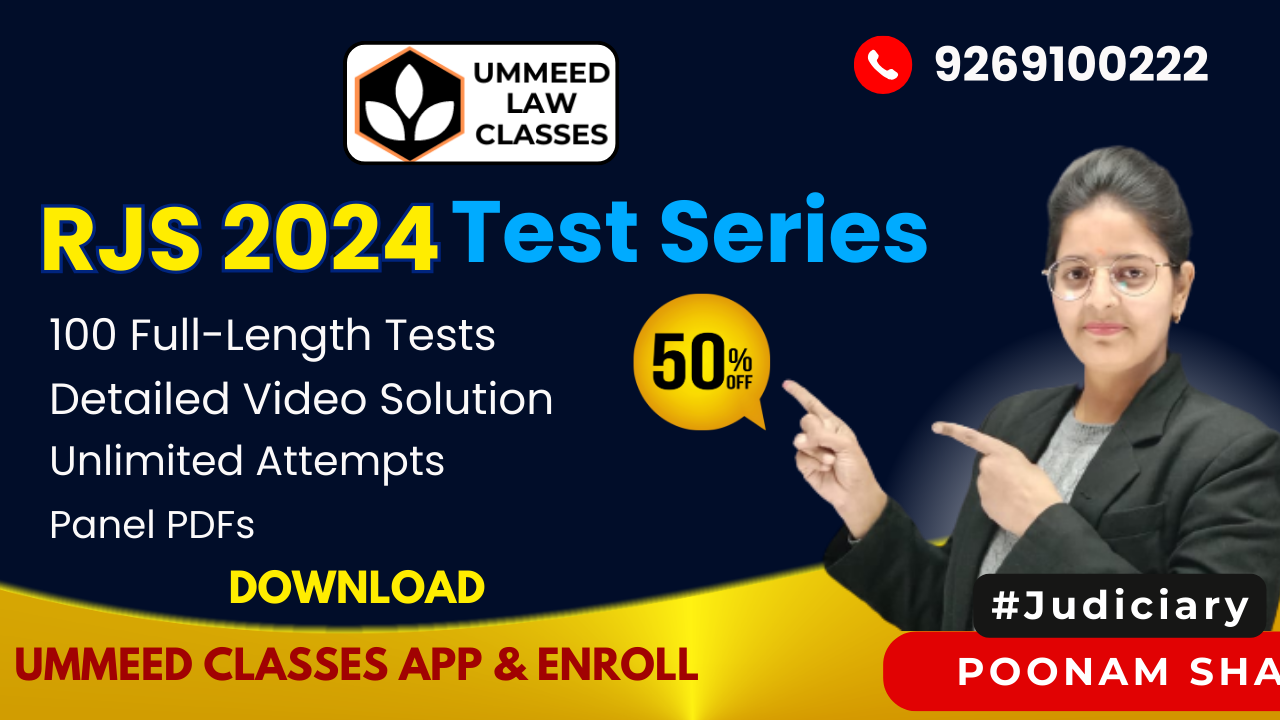 UMMEED
LAW
CLASSES
9269100222
RJS 2024 Test Series
100 Full-Length Tests
Detailed Video Solution
Unlimited Attempts
Panel PDFs
50%
OFF
DOWNLOAD
UMMEED CLASSES APP & ENROLL
#Judiciary
POONAM SHA